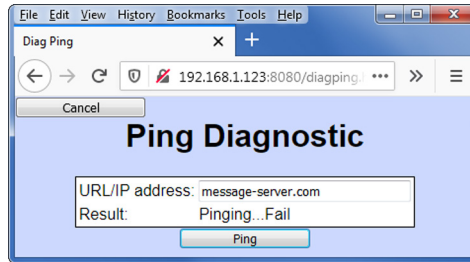 File Edit View History Bookmarks Tools Help
Diag Ping
192.168.1.123:8080/diagping.
Cancel
Ping Diagnostic
URL/IP address: message-server.com
Result: Pinging...Fail
Ping